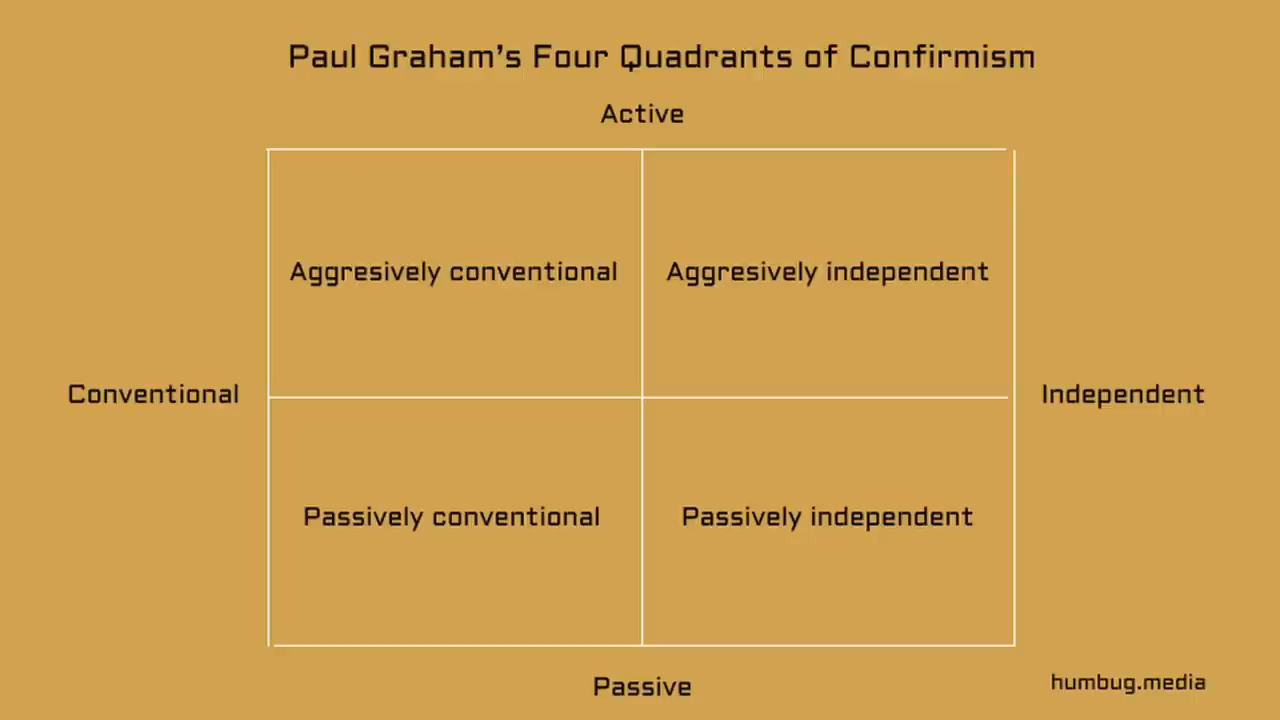 Paul Graham's Four Quadrants of Confirmism
Active
Aggresively conventional
Aggresively independent
Conventional
Independent
Passively conventional
Passively independent
Passive
humbug.media